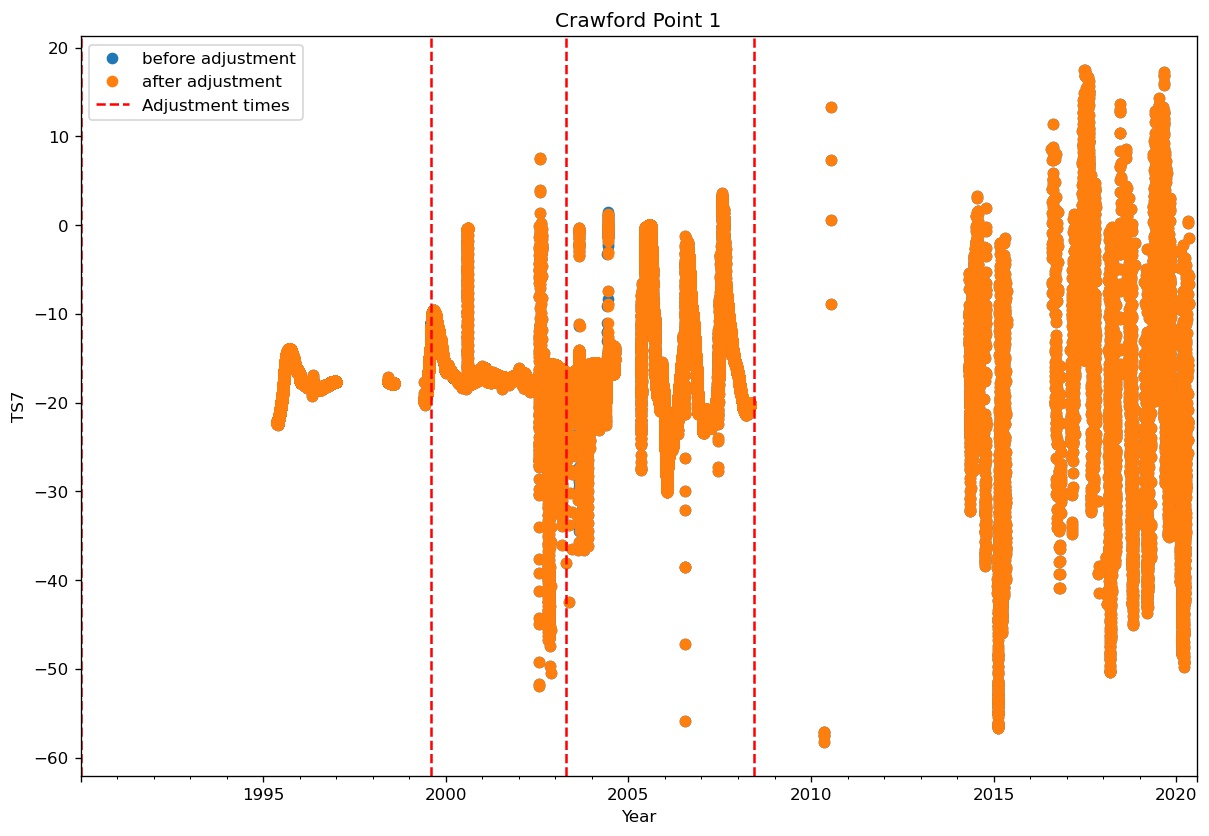 Crawford Point 1
before adjustment
after adjustment
Adjustment times
TS7
20
10
0
−10
−20
−30
−40
−50
−60
1995
2000
2005
2010
2015
2020
Year